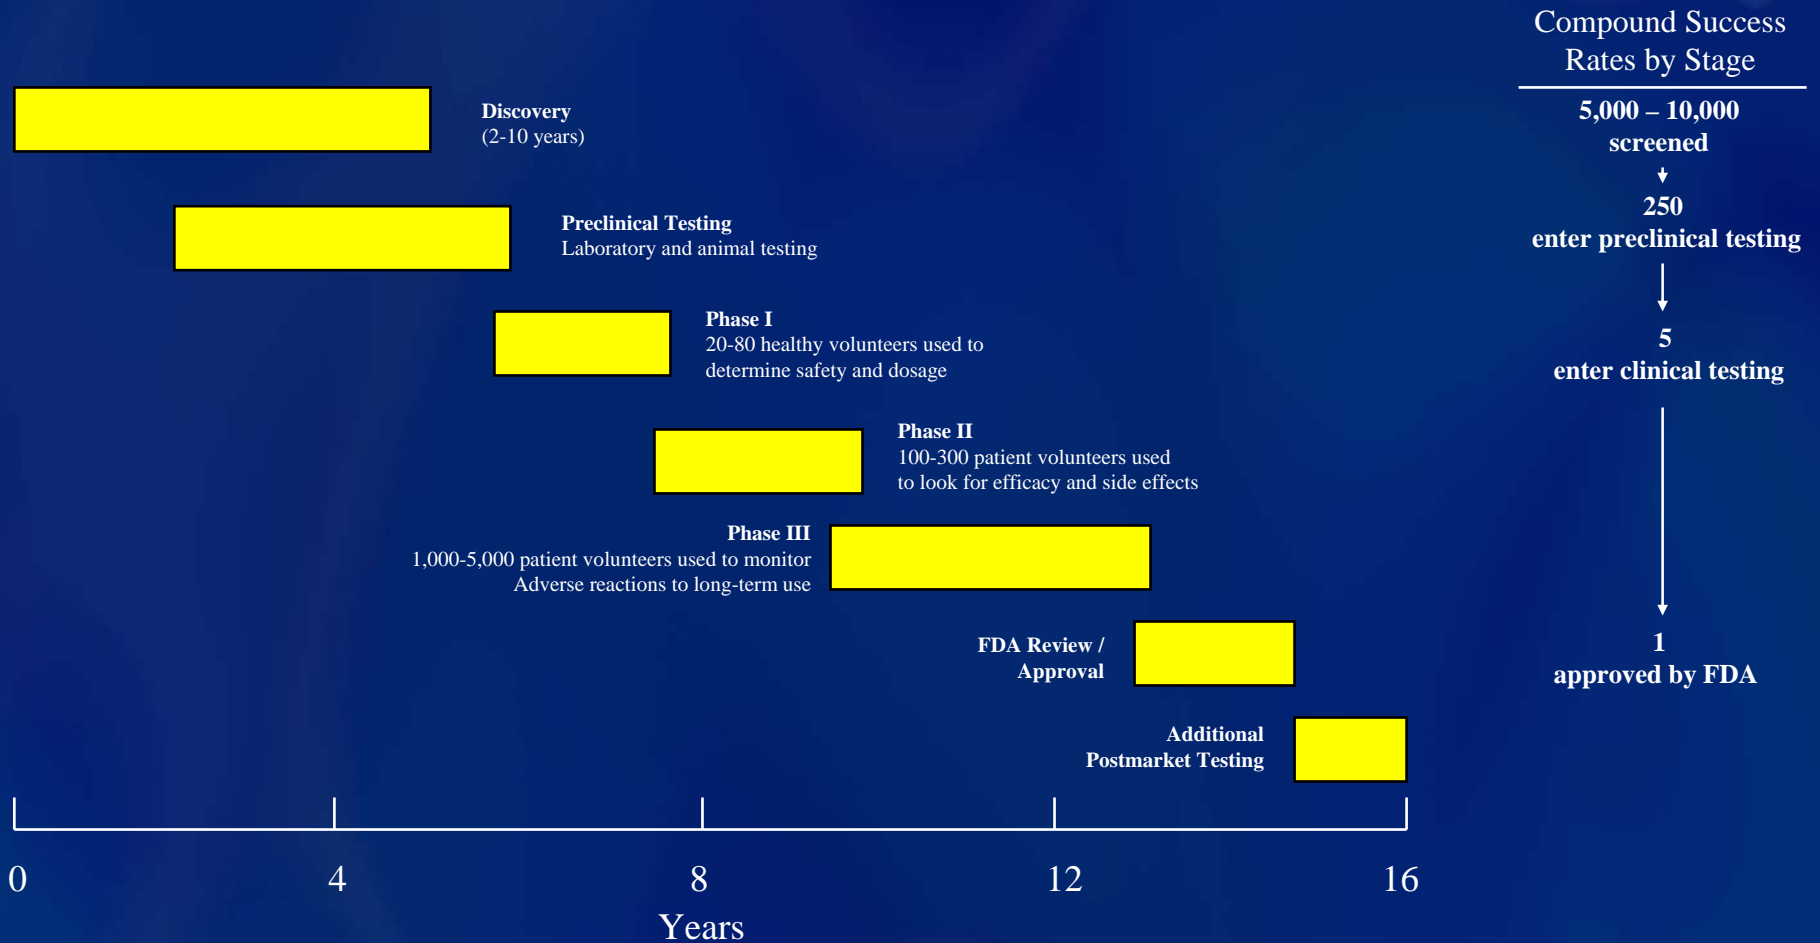 Compound Success
Rates by Stage
Discovery
(2-10 years)
5,000 – 10,000
screened
Preclinical Testing
Laboratory and animal testing
250
enter preclinical testing
Phase I
20-80 healthy volunteers used to
determine safety and dosage
5
enter clinical testing
Phase II
100-300 patient volunteers used
to look for efficacy and side effects
Phase III
1,000-5,000 patient volunteers used to monitor
Adverse reactions to long-term use
FDA Review /
Approval
1
approved by FDA
Additional
Postmarket Testing
0 4 8 12 16
Years